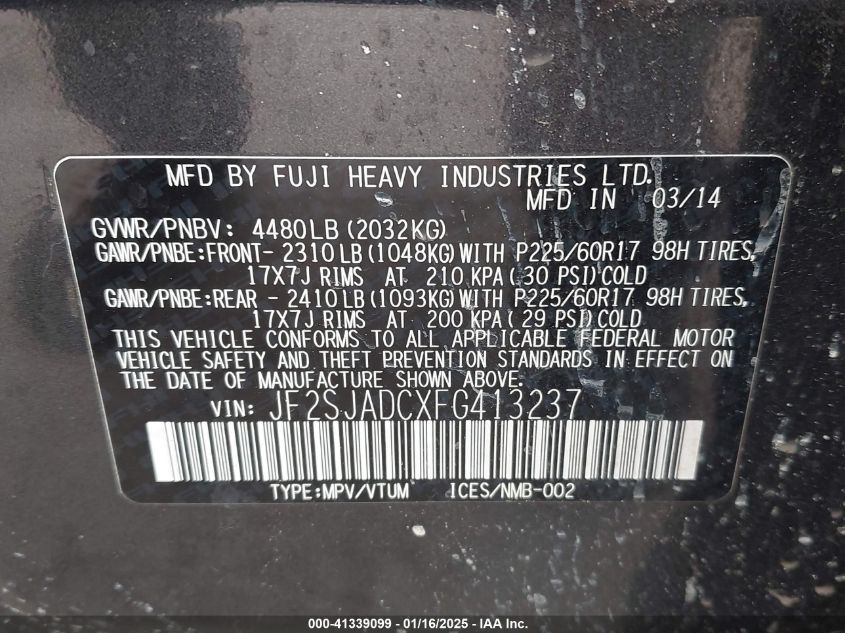 MFD BY FUJI HEAVY INDUSTRIES LTD.
MFD IN 03/14
GVWR/PNBV: 4480LB (2032KG)
GAWR/PNBE:FRONT- 2310LB (1048KG) WITH P225/60R17 98H TIRES,
17X7J RIMS AT 210 KPA( 30 PSI) COLD
GAWR/PNBE:REAR - 2410LB (1093KG) WITH P225/60R17 98H TIRES,
17X7J RIMS AT 200 KPA( 29 PSI) COLD
THIS VEHICLE CONFORMS TO ALL APPLICABLE FEDERAL MOTOR
VEHICLE SAFETY AND THEFT PREVENTION STANDARDS IN EFFECT ON
THE DATE OF MANUFACTURE SHOWN ABOVE.
VIN: JF2SJADCXFG413237
TYPE:MPV/VTUM ICES/NMB-002
000-41339099 - 01/16/2025 - IAA